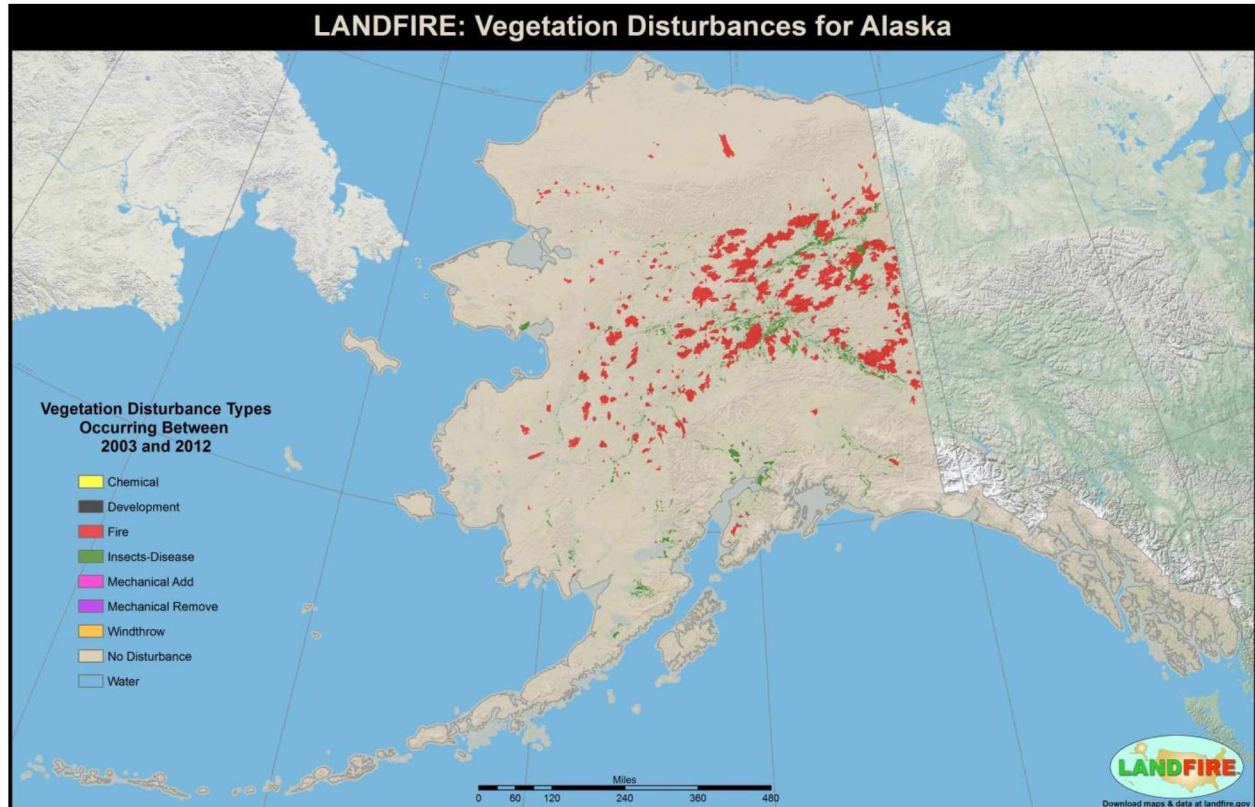 LANDFIRE: Vegetation Disturbances for Alaska
Vegetation Disturbance Types
Occurring Between
2003 and 2012
Chemical
Development
Fire
Insects-Disease
Mechanical Add
Mechanical Remove
Windthrow
No Disturbance
Water
Miles
0 60 120 240 360 480
LANDFIRE
Download maps & data at landfire.gov